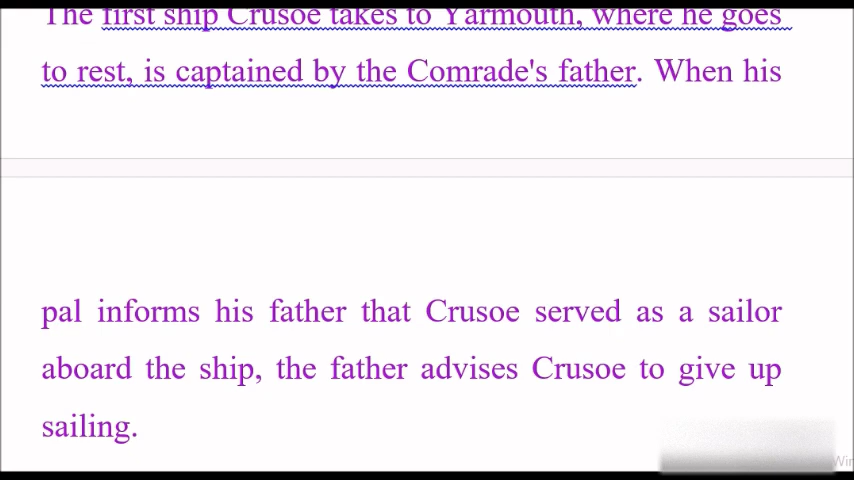 The first ship Crusoe takes to Yarmouth, where he goes
to rest, is captained by the Comrade's father. When his
pal informs his father that Crusoe served as a sailor
aboard the ship, the father advises Crusoe to give up
sailing.